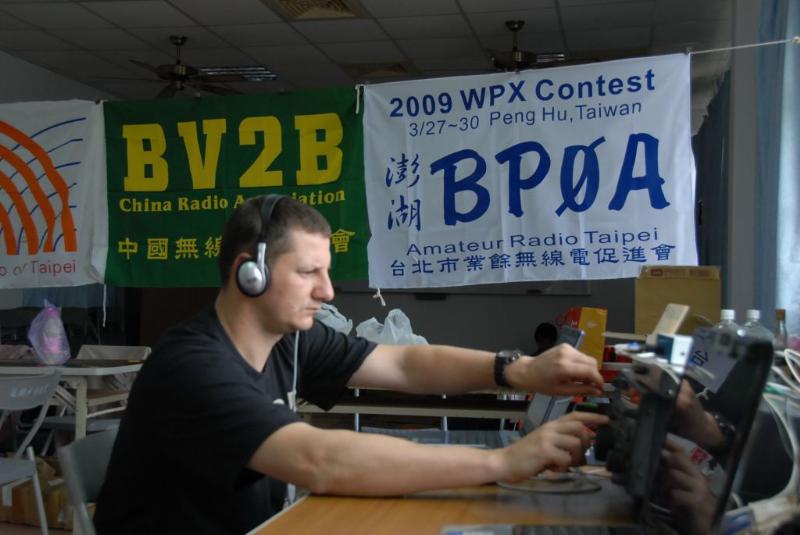 o of Taipei
BV2B
China Radio A ciation
中國無線 會
2009 WPX Contest
3/27~30 Peng Hu,Taiwan
澎湖
BPØA
Amateur Radio Taipei
台北市業餘無線電促進會